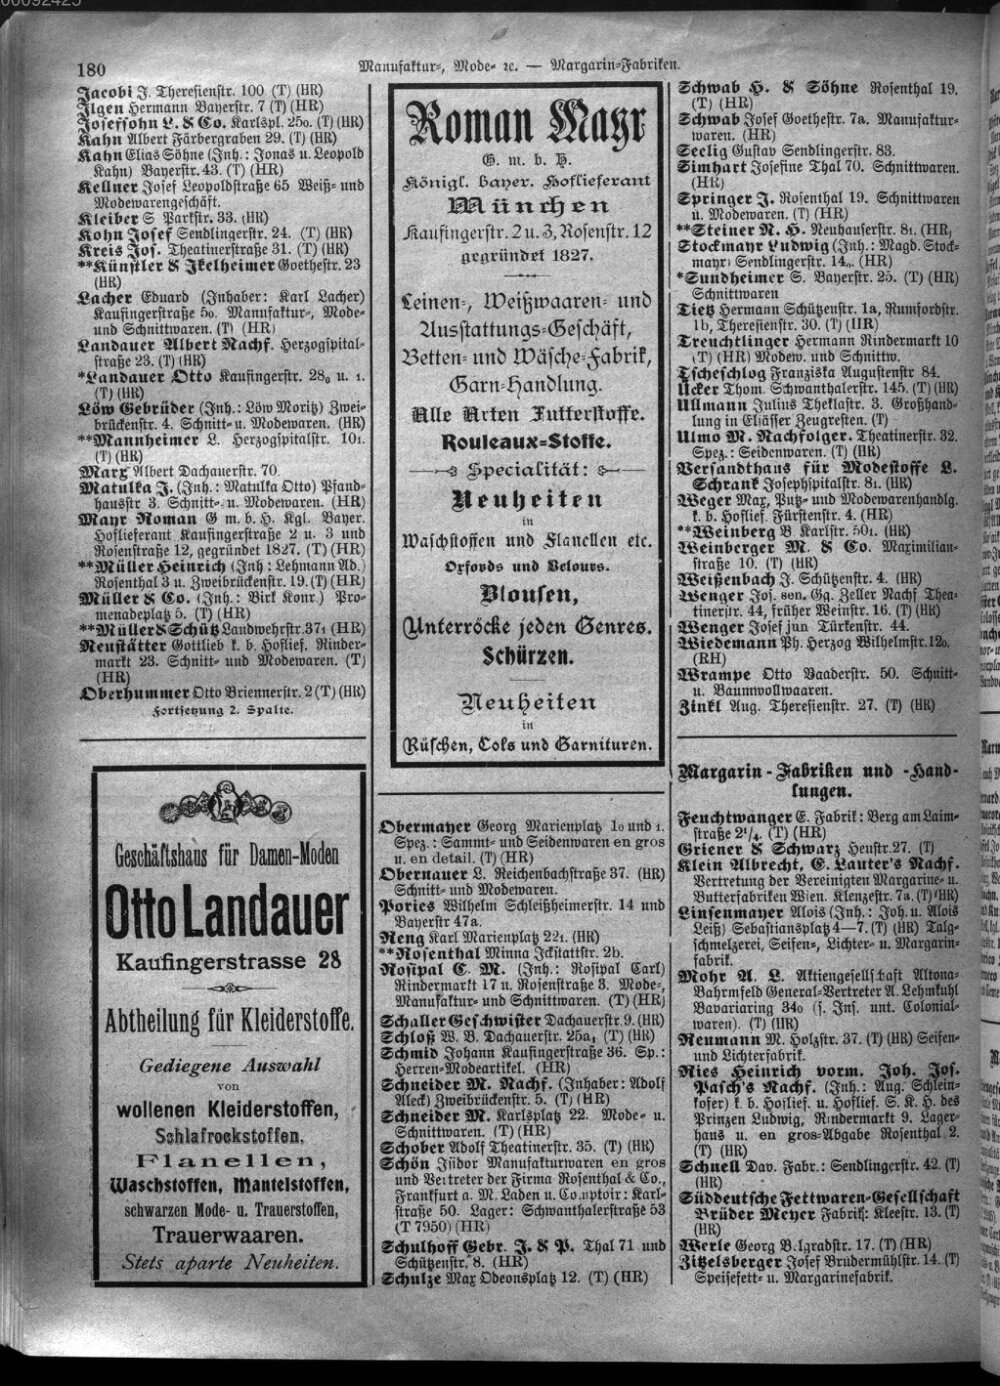 180
Manufaktur-, Mode- ꝛc. — Margarin-Fabriken.
Jacobi J. Theresienstr. 100 (T) (HR)
Ilgen Hermann Bayerstr. 7 (T) (HR)
Joseffohn L. & Co. Karlspl. 25o. (T) (HR)
Kahn Albert Färbergraben 29. (T) (HR)
Kahn Elias Söhne (Inh.: Jonas u. Leopold
Kahn) Bayerstr. 43. (T) (HR)
Kellner Josef Leopoldstraße 65 Weiß- und
Modewarengeschäft.
Kleiber S Parkstr. 33. (HR)
Kohn Josef Sendlingerstr. 24. (T) (HR)
Kreis Jos. Theatinerstraße 31. (T) (HR)
**Künstler & Ikelheimer Goethestr. 23
(HR)
Lacher Eduard (Inhaber: Karl Lacher)
Kaufingerstraße 5o. Manufaktur-, Mode-
und Schnittwaren. (T) (HR)
Landauer Albert Nachf. Herzogspital-
straße 23. (T) (HR)
*Landauer Otto Kaufingerstr. 28o u. 1.
(T) (HR)
Löw Gebrüder (Inh.: Löw Moritz) Zwei-
brückenstr. 4. Schnitt- u. Modewaren. (HR)
**Mannheimer L. Herzogspitalstr. 101.
(T) (HR)
Marx Albert Dachauerstr. 70.
Matulka J. (Inh.: Matulka Otto) Pfand-
hausstr 3. Schnitt- u. Modewaren. (HR)
Mayr Roman G m. b. H. Kgl. Bayer.
Hoflieferant Kaufingerstraße 2 u. 3 und
Rosenstraße 12, gegründet 1827. (T) (HR)
**Müller Heinrich (Inh: Lehmann Ad.)
Rosenthal 3 u. Zweibrückenstr. 19. (T) (HR)
Müller & Co. (Inh.: Birk Konr.) Pro-
menadeplatz 5. (T) (HR)
**Müller & Schütz Landwehrstr. 371 (HR)
Neustätter Gottlieb k. b. Hoflief. Rinder-
markt 23. Schnitt- und Modewaren. (T)
(HR)
Oberhummer Otto Briennerstr. 2 (T) (HR)
Fortsetzung 2. Spalte.
Geschäftshaus für Damen-Moden
Otto Landauer
Kaufingerstrasse 28
Abtheilung für Kleiderstoffe.
Gediegene Auswahl
von
wollenen Kleiderstoffen,
Schlafrockstoffen,
Flanellen,
Waschstoffen, Mantelstoffen,
schwarzen Mode- u. Trauerstoffen,
Trauerwaaren.
Stets aparte Neuheiten.
Roman Mayr
G. m. b. H.
Königl. bayer. Hoflieferant
München
Kaufingerstr. 2 u. 3, Rosenstr. 12
gegründet 1827.
Leinen-, Weißwaaren- und
Ausstattungs-Geschäft,
Betten- und Wäsche-Fabrik,
Garn-Handlung.
Alle Arten Futterstoffe.
Rouleaux-Stoffe.
Specialität:
Neuheiten
in
Waschstoffen und Flanellen etc.
Oxfords und Velours.
Blousen,
Unterröcke jeden Genres.
Schürzen.
Neuheiten
in
Rüschen, Cols und Garnituren.
Obermayer Georg Marienplatz 1o und 1.
Spez.: Sammt- und Seidenwaren en gros
u. en detail. (T) (HR)
Obernauer L. Reichenbachstraße 37. (HR)
Schnitt- und Modewaren.
Pories Wilhelm Schleißheimerstr. 14 und
Bayerstr 47a.
Reng Karl Marienplatz 221. (HR)
**Rosenthal Minna Ickstattstr. 2b.
Rosipal C. M. (Inh.: Rosipal Carl)
Rindermarkt 17 u. Rosenstraße 3. Mode-,
Manufaktur- und Schnittwaren. (T) (HR)
Schaller Geschwister Dachauerstr. 9. (HR)
Schloß W. B. Dachauerstr. 25a, (T) (HR)
Schmid Johann Kaufingerstraße 36. Sp.:
Herren-Modeartikel. (HR)
Schneider M. Nachf. (Inhaber: Adolf
Aleck) Zweibrückenstr. 5. (T) (HR)
Schneider M. Karlsplatz 22. Mode- u.
Schnittwaren. (T) (HR)
Schober Adolf Theatinerstr. 35. (T) (HR)
Schön Isidor Manufakturwaren en gros
und Vertreter der Firma Rosenthal & Co.,
Frankfurt a. M. Laden u. Comptoir: Karl-
straße 50. Lager: Schwanthalerstraße 53
(T 7950) (HR)
Schulhoff Gebr. J. & P. Thal 71 und
Schützenstr. 8. (HR)
Schulze Max Odeonsplatz 12. (T) (HR)
Schwab H. & Söhne Rosenthal 19.
(T) (HR)
Schwab Josef Goethestr. 7a. Manufaktur-
waren. (HR)
Seelig Gustav Sendlingerstr. 83.
Simhart Josefine Thal 70. Schnittwaren.
(HR)
Springer J. Rosenthal 19. Schnittwaren
u. Modewaren. (T) (HR)
**Steiner N. H. Neuhauserstr. 81. (HR)
Stockmayr Ludwig (Inh.: Magd. Stock-
mayr) Sendlingerstr. 14o. (HR)
*Sundheimer S. Bayerstr. 25. (T) (HR)
Schnittwaren
Tietz Hermann Schützenstr. 1a, Rumfordstr.
1b, Theresienstr. 30. (T) (HR)
Treuchtlinger Hermann Rindermarkt 10
(T) (HR) Modew. und Schnittw.
Tscheschlog Franziska Augustenstr 84.
Ücker Thom. Schwanthalerstr. 145. (T) (HR)
Ullmann Julius Theklastr. 3. Großhand-
lung in Elsässer Zeugresten. (T)
Ulmo M. Nachfolger. Theatinerstr. 32.
Spez.: Seidenwaren. (T) (HR)
Versandthaus für Modestoffe L.
Schrank Josephspitalstr. 81. (HR)
Weger Max, Putz- und Modewarenhandlg.
k. b. Hoflief. Fürstenstr. 4. (HR)
**Weinberg B Karlstr. 501. (HR)
Weinberger M. & Co. Maximilian-
straße 10. (T) (HR)
Weißenbach J. Schützenstr. 4. (HR)
Wenger Jos. sen. Gg. Zeller Nachf Thea-
tinerstr. 44, früher Weinstr. 16. (T) (HR)
Wenger Josef jun Türkenstr. 44.
Wiedemann Ph. Herzog Wilhelmstr. 12o.
(RH)
Wrampe Otto Baaderstr. 50. Schnitt-
u. Baumwollwaaren.
Zinkl Aug. Theresienstr. 27. (T) (HR)
Margarin-Fabriken und -Hand-
lungen.
Feuchtwanger E. Fabrik: Berg am Laim-
straße 2¹/₄. (T) (HR)
Griener & Schwarz Heustr. 27. (T)
Klein Albrecht, E. Lauter's Nachf.
Vertretung der Vereinigten Margarine- u.
Butterfabriken Wien. Klenzestr. 7a. (T) (HR)
Linsenmayer Alois (Inh.: Joh. u. Alois
Leiß) Sebastiansplatz 4—7. (T) (HR) Talg-
schmelzerei, Seifen-, Lichter- u. Margarin-
fabrik.
Mohr A. L. Aktiengesellschaft Altona-
Bahrnfeld General-Vertreter A. Lehmkuhl
Bavariaring 34o (s. Ins. unt. Colonial-
waren). (T) (HR)
Neumann M. Holzstr. 37. (T) (HR) Seifen-
und Lichterfabrik.
Ries Heinrich vorm. Joh. Jos.
Pasch's Nachf. (Inh.: Aug. Schlein-
kofer) k. b. Hoflief. u. Hoflief. S. K. H. des
Prinzen Ludwig, Rindermarkt 9. Lager-
haus u. en gros-Abgabe Rosenthal 2.
(T) (HR)
Schnell Dav. Fabr.: Sendlingerstr. 42. (T)
(HR)
Süddeutsche Fettwaren-Gesellschaft
Brüder Meyer Fabrik: Kleestr. 13. (T)
(HR)
Werle Georg Belgradstr. 17. (T) (HR)
Zitzelsberger Josef Brudermühlstr. 14. (T)
Speisefett- u. Margarinefabrik.